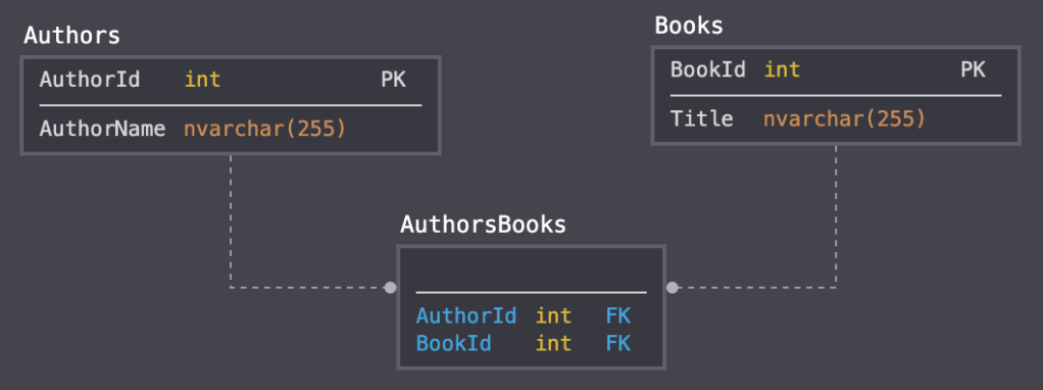 Authors
AuthorId int PK
AuthorName nvarchar(255)
Books
BookId int PK
Title nvarchar(255)
AuthorsBooks
AuthorId int FK
BookId int FK